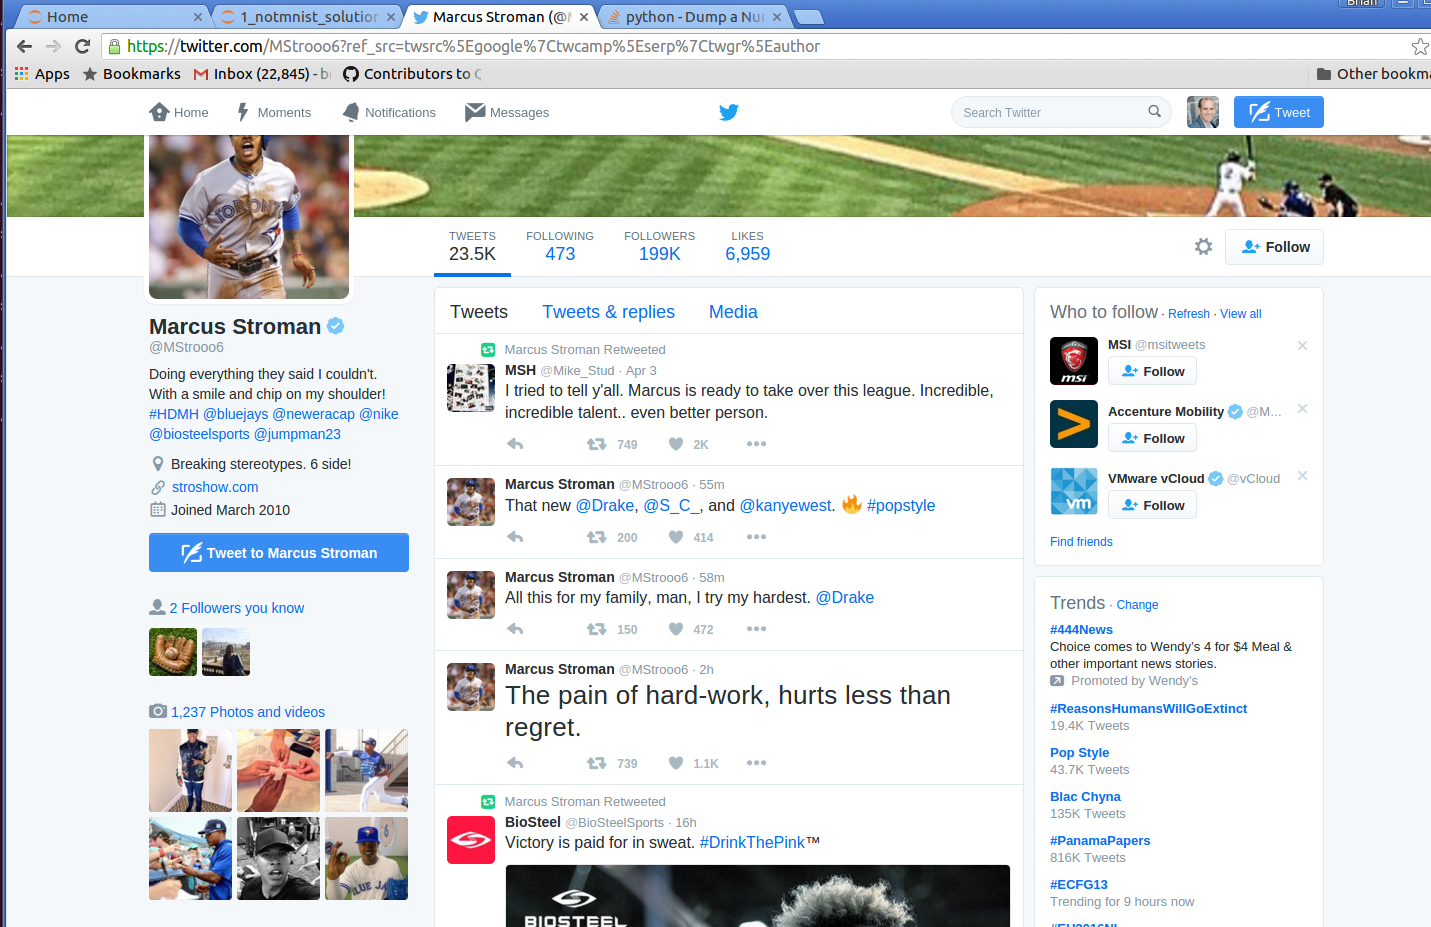 Brian
Home
1_notmnist_solution
Marcus Stroman (@M
python - Dump a Nu
https://twitter.com/MStrooo6?ref_src=twsrc%5Egoogle%7Ctwcamp%5Eserp%7Ctwgr%5Eauthor
Apps
Bookmarks
Inbox (22,845) - b
Contributors to
Other bookma
Home
Moments
Notifications
Messages
Search Twitter
Tweet
TORONTO
TWEETS
23.5K
FOLLOWING
473
FOLLOWERS
199K
LIKES
6,959
Follow
Marcus Stroman
@MStrooo6
Doing everything they said I couldn't.
With a smile and chip on my shoulder!
#HDMH @bluejays @neweracap @nike
@biosteelsports @jumpman23
Breaking stereotypes. 6 side!
stroshow.com
Joined March 2010
Tweet to Marcus Stroman
2 Followers you know
1,237 Photos and videos
BLUE JA
Tweets
Tweets & replies
Media
Marcus Stroman Retweeted
MSH @Mike_Stud · Apr 3
I tried to tell y'all. Marcus is ready to take over this league. Incredible,
incredible talent.. even better person.
749
2K
Marcus Stroman @MStrooo6 · 55m
That new @Drake, @S_C_, and @kanyewest. 🔥 #popstyle
200
414
Marcus Stroman @MStrooo6 · 58m
All this for my family, man, I try my hardest. @Drake
150
472
Marcus Stroman @MStrooo6 · 2h
The pain of hard-work, hurts less than
regret.
739
1.1K
Marcus Stroman Retweeted
BioSteel @BioSteelSports · 16h
Victory is paid for in sweat. #DrinkThePink™
BIOSTEEL
Who to follow · Refresh · View all
msi
MSI @msitweets
Follow
Accenture Mobility @M...
Follow
vm
VMware vCloud @vCloud
Follow
Find friends
Trends · Change
#444News
Choice comes to Wendy's 4 for $4 Meal &
other important news stories.
Promoted by Wendy's
#ReasonsHumansWillGoExtinct
19.4K Tweets
Pop Style
43.7K Tweets
Blac Chyna
135K Tweets
#PanamaPapers
816K Tweets
#ECFG13
Trending for 9 hours now